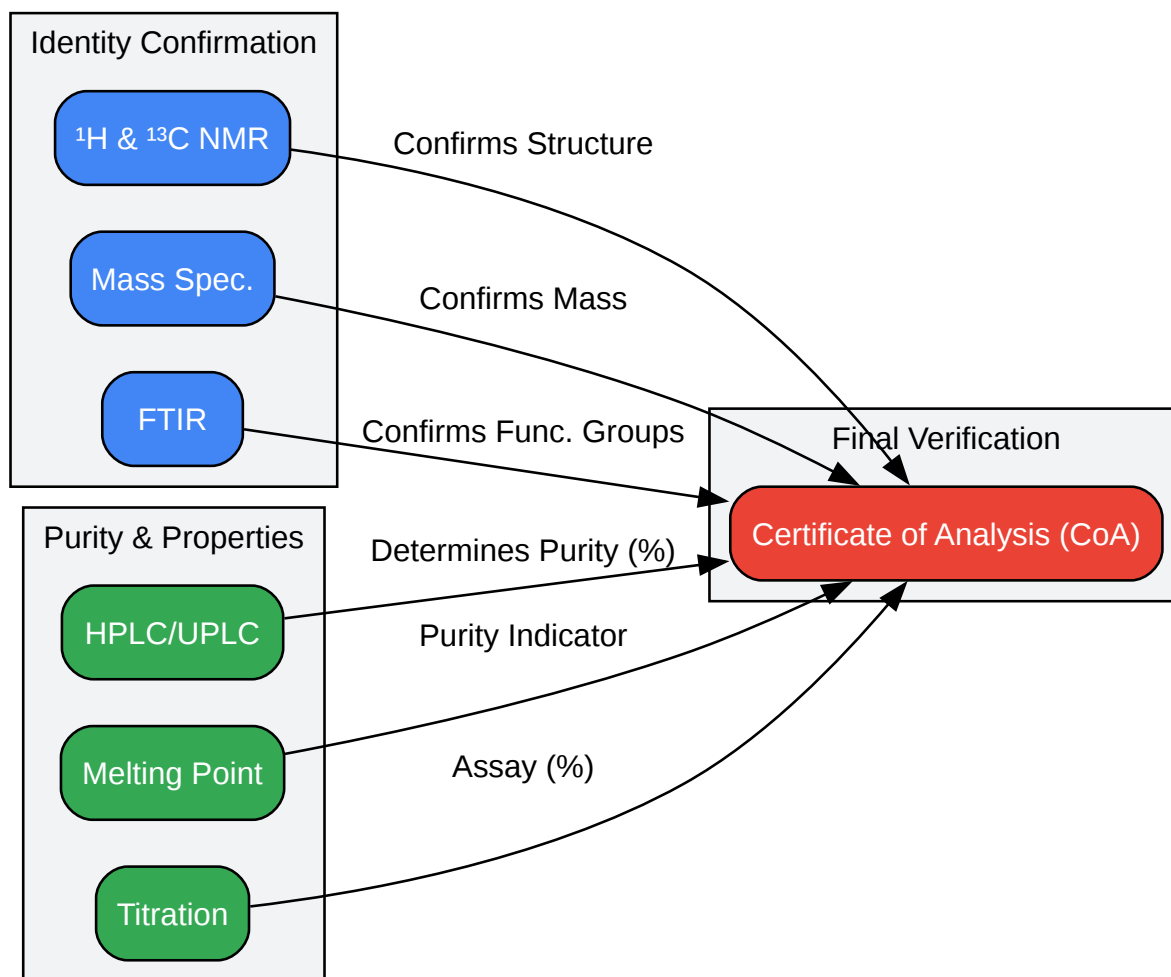 Identity Confirmation
¹H & ¹³C NMR
Confirms Structure
Mass Spec.
Confirms Mass
FTIR
Confirms Func. Groups
Final Verification
Certificate of Analysis (CoA)
Purity & Properties
Determines Purity (%)
HPLC/UPLC
Purity Indicator
Melting Point
Assay (%)
Titration